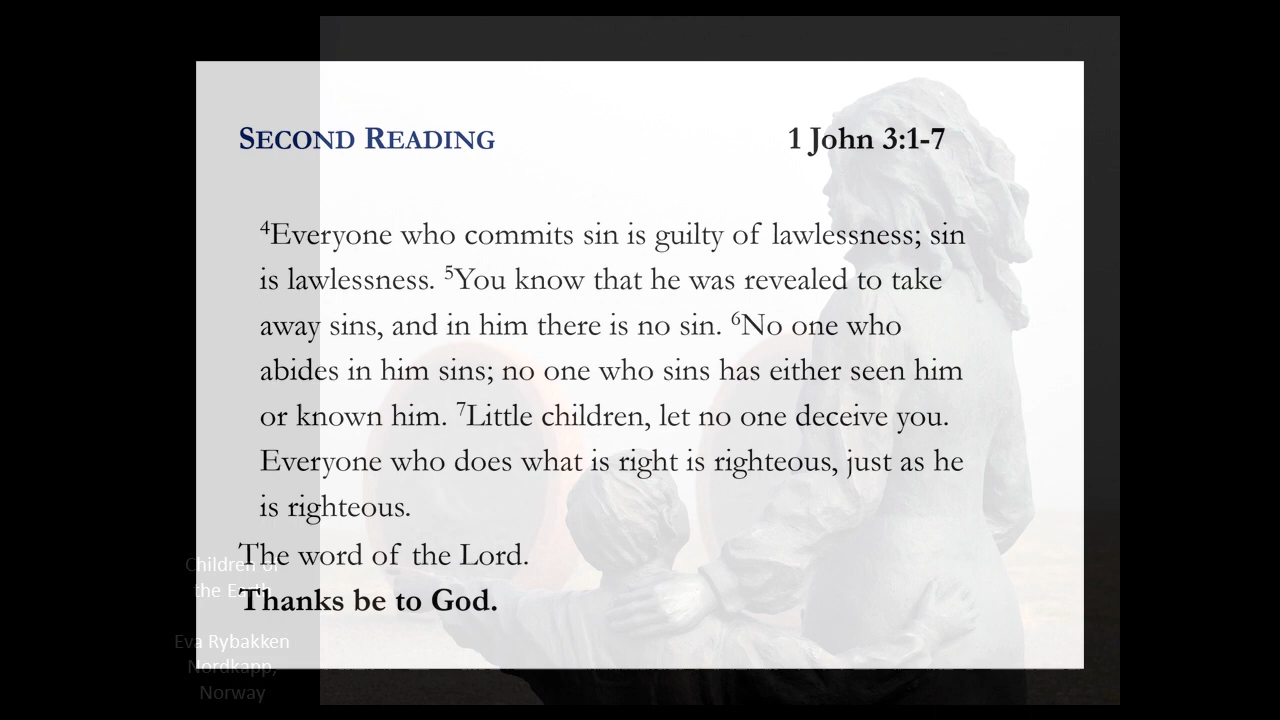 SECOND READING 1 John 3:1-7
⁴Everyone who commits sin is guilty of lawlessness; sin
is lawlessness. ⁵You know that he was revealed to take
away sins, and in him there is no sin. ⁶No one who
abides in him sins; no one who sins has either seen him
or known him. ⁷Little children, let no one deceive you.
Everyone who does what is right is righteous, just as he
is righteous.
The word of the Lord.
Thanks be to God.
Children of
the Earth
Eva Rybakken
Nordkapp,
Norway